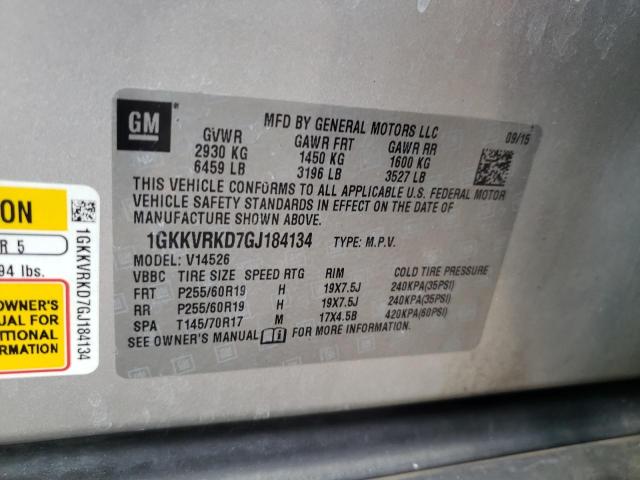 GM
MFD BY GENERAL MOTORS LLC 09/15
GVWR GAWR FRT GAWR RR
2930 KG 1450 KG 1600 KG
6459 LB 3196 LB 3527 LB
THIS VEHICLE CONFORMS TO ALL APPLICABLE U.S. FEDERAL MOTOR
VEHICLE SAFETY STANDARDS IN EFFECT ON THE DATE OF
MANUFACTURE SHOWN ABOVE.
1GKKVRKD7GJ184134 TYPE: M.P.V.
MODEL: V14526
VBBC TIRE SIZE SPEED RTG RIM COLD TIRE PRESSURE
FRT P255/60R19 H 19X7.5J 240KPA(35PSI)
RR P255/60R19 H 19X7.5J 240KPA(35PSI)
SPA T145/70R17 M 17X4.5B 420KPA(60PSI)
SEE OWNER'S MANUAL FOR MORE INFORMATION.
ION
R 5
94 lbs.
OWNER'S
UAL FOR
DITIONAL
RMATION
1GKKVRKD7GJ184134